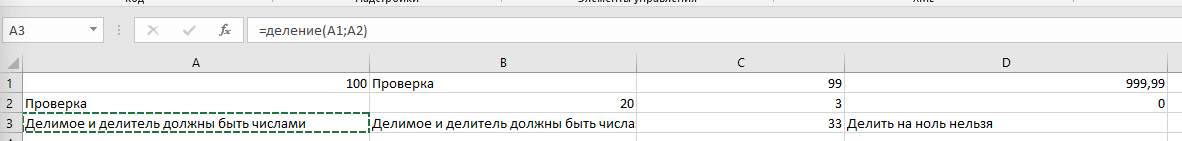 Код Надстройки Элементы управления XML
A3 fx =деление(A1;A2)
A B C D
1 100 Проверка 99 999,99
2 Проверка 20 3 0
3 Делимое и делитель должны быть числами Делимое и делитель должны быть числа 33 Делить на ноль нельзя